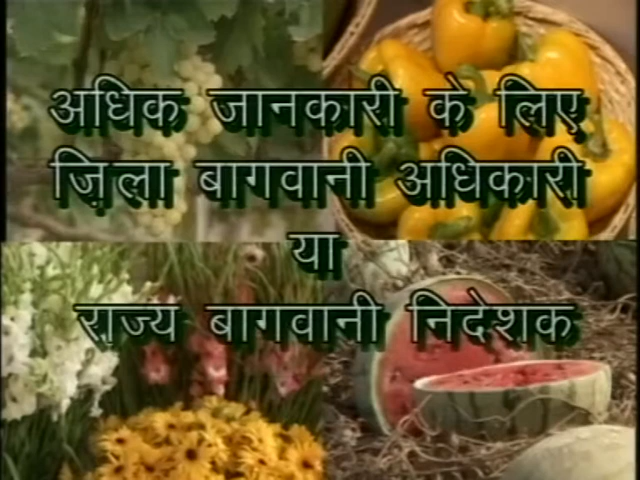 अधिक जानकारी के लिए
ज़िला बागवानी अधिकारी
या
राज्य बागवानी निदेशक